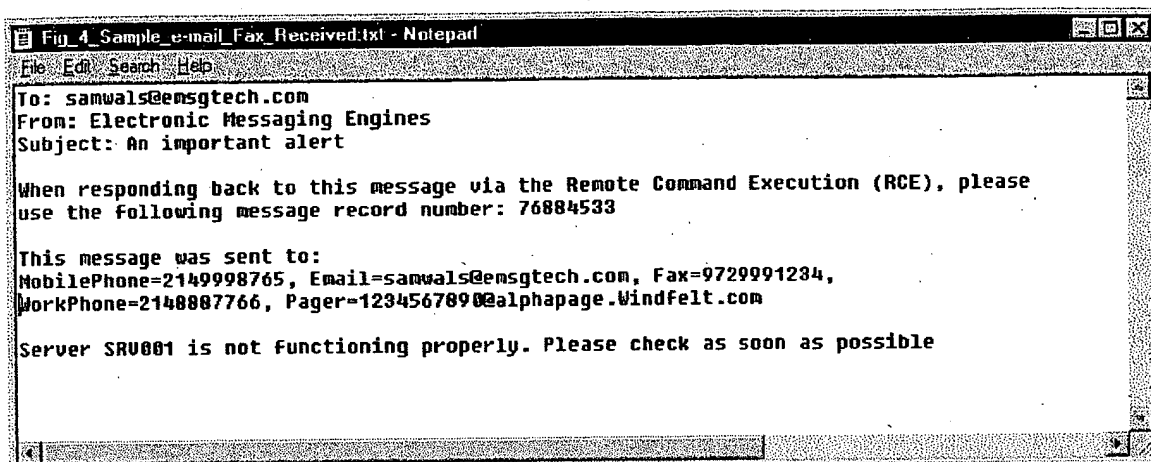 Fig_4_Sample_e-mail_Fax_Received.txt - Notepad
File Edit Search Help
To: samwals@emsgtech.com
From: Electronic Messaging Engines
Subject: An important alert
When responding back to this message via the Remote Command Execution (RCE), please
use the following message record number: 76884533
This message was sent to:
MobilePhone=2149998765, Email=samwals@emsgtech.com, Fax=9729991234,
WorkPhone=2148887766, Pager=1234567890@alphapage.Windfelt.com
Server SRV001 is not functioning properly. Please check as soon as possible